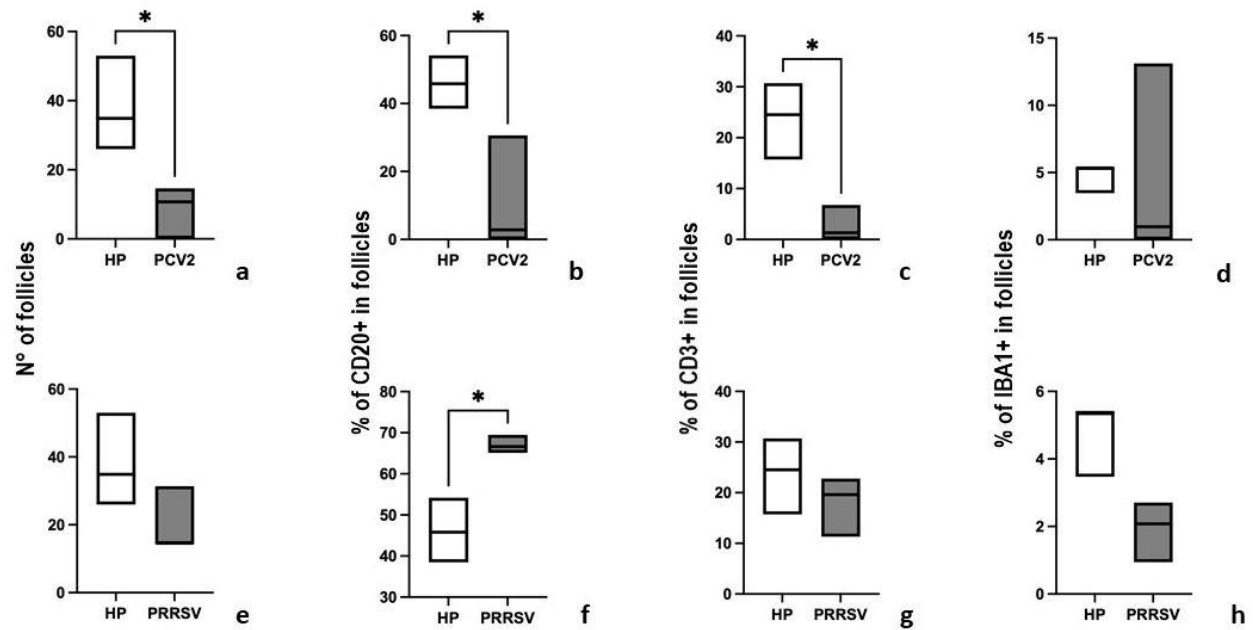 N° of follicles
% of CD20+ in follicles
% of CD3+ in follicles
% of IBA1+ in follicles
60
40
20
0
*
HP PCV2
a
60
40
20
0
*
HP PCV2
b
40
30
20
10
0
*
HP PCV2
c
15
10
5
0
HP PCV2
d
60
40
20
0
HP PRRSV
e
80
70
60
50
40
30
*
HP PRRSV
f
40
30
20
10
0
HP PRRSV
g
6
4
2
0
HP PRRSV
h